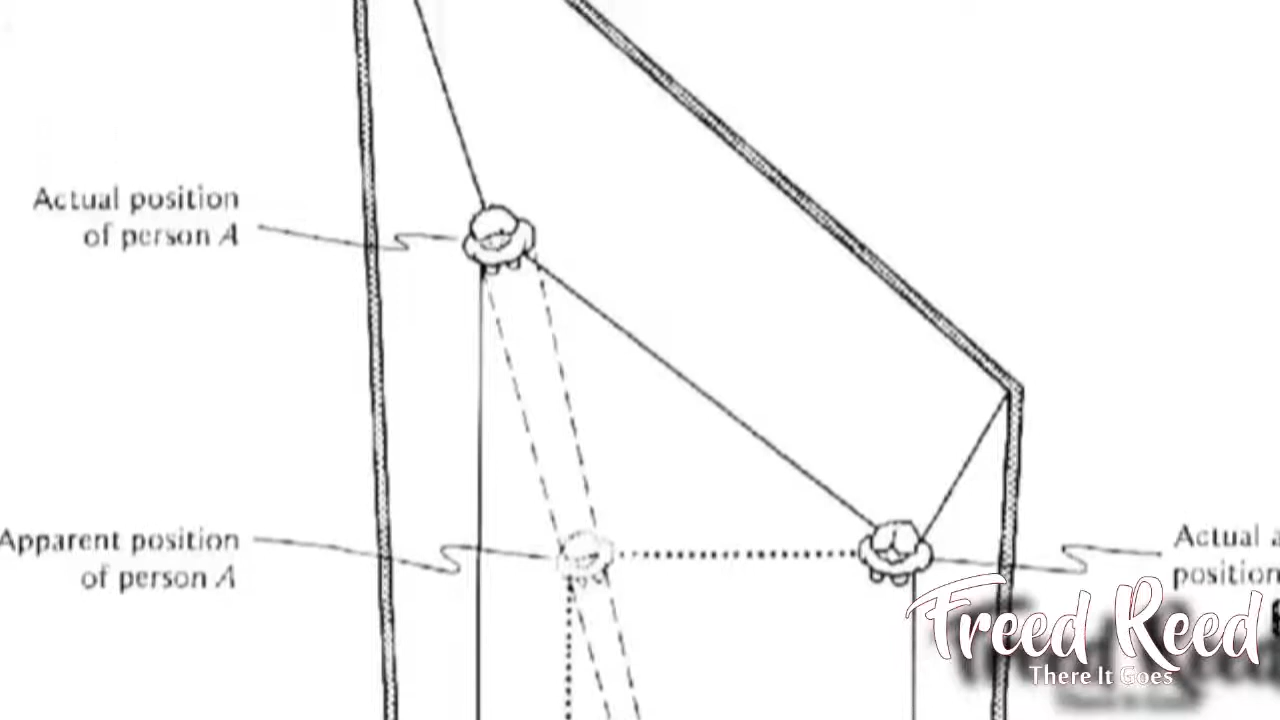 Actual position
of person A
Apparent position
of person A
Actual a
position
Freed Reed
There It Goes